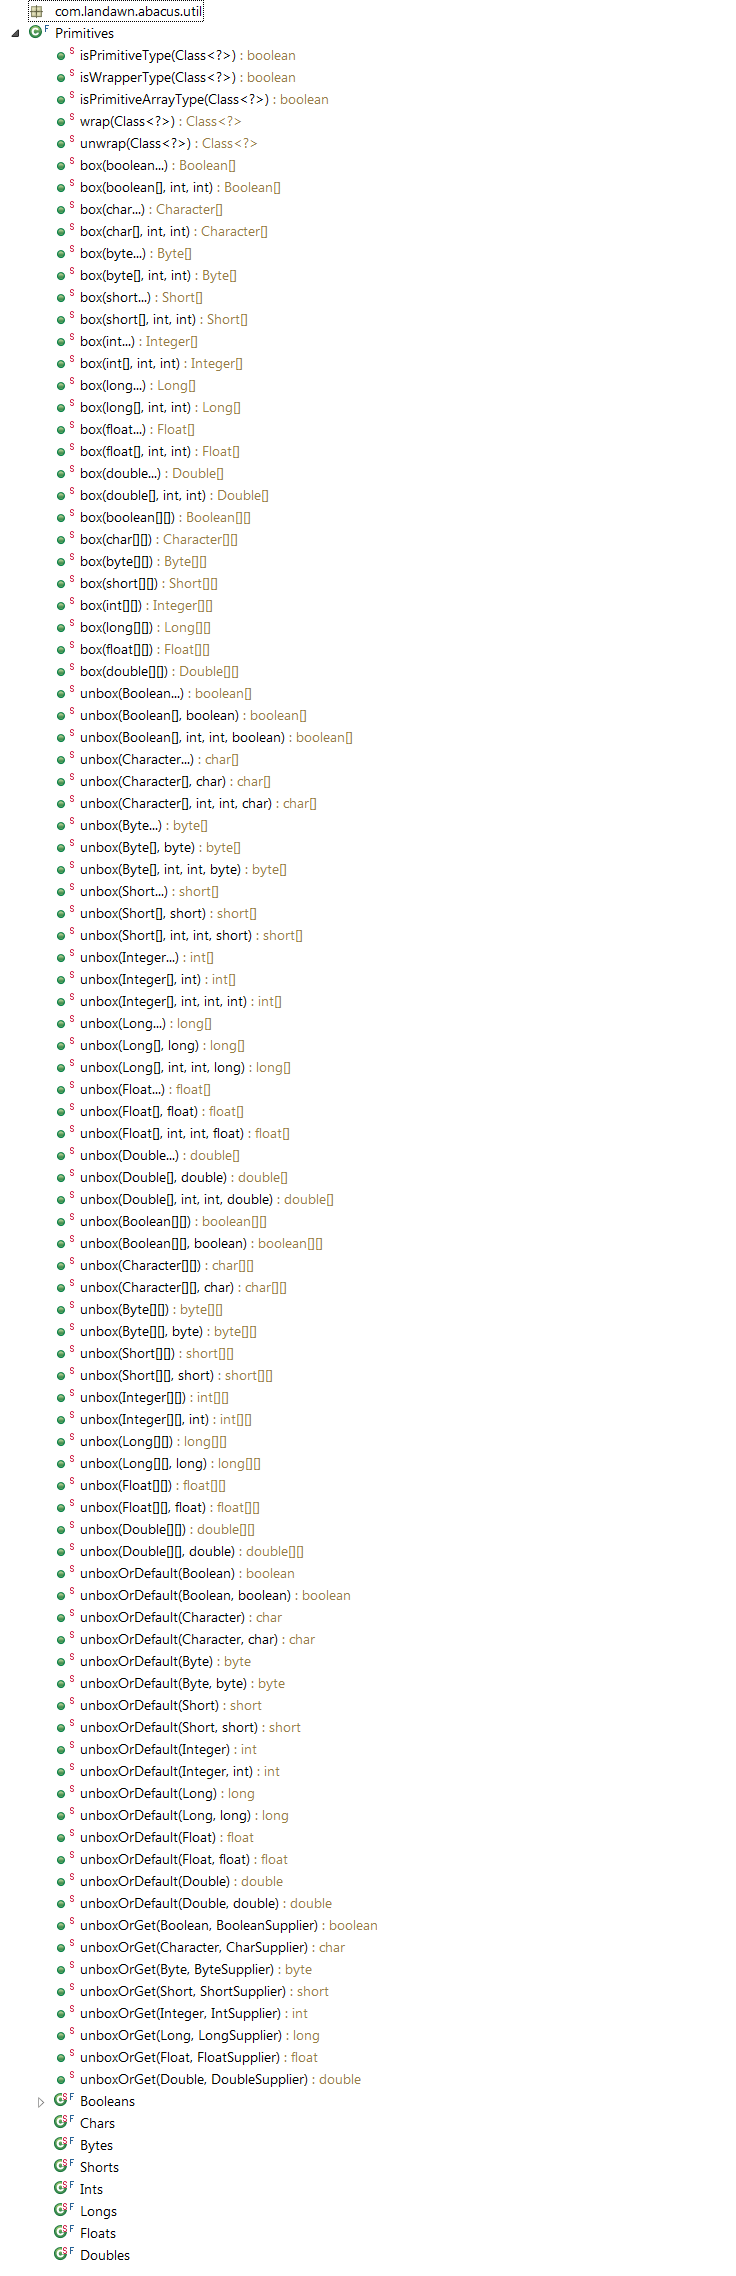 com.landawn.abacus.util
Primitives
isPrimitiveType(Class<?>) : boolean
isWrapperType(Class<?>) : boolean
isPrimitiveArrayType(Class<?>) : boolean
wrap(Class<?>) : Class<?>
unwrap(Class<?>) : Class<?>
box(boolean...) : Boolean[]
box(boolean[], int, int) : Boolean[]
box(char...) : Character[]
box(char[], int, int) : Character[]
box(byte...) : Byte[]
box(byte[], int, int) : Byte[]
box(short...) : Short[]
box(short[], int, int) : Short[]
box(int...) : Integer[]
box(int[], int, int) : Integer[]
box(long...) : Long[]
box(long[], int, int) : Long[]
box(float...) : Float[]
box(float[], int, int) : Float[]
box(double...) : Double[]
box(double[], int, int) : Double[]
box(boolean[][]) : Boolean[][]
box(char[][]) : Character[][]
box(byte[][]) : Byte[][]
box(short[][]) : Short[][]
box(int[][]) : Integer[][]
box(long[][]) : Long[][]
box(float[][]) : Float[][]
box(double[][]) : Double[][]
unbox(Boolean...) : boolean[]
unbox(Boolean[], boolean) : boolean[]
unbox(Boolean[], int, int, boolean) : boolean[]
unbox(Character...) : char[]
unbox(Character[], char) : char[]
unbox(Character[], int, int, char) : char[]
unbox(Byte...) : byte[]
unbox(Byte[], byte) : byte[]
unbox(Byte[], int, int, byte) : byte[]
unbox(Short...) : short[]
unbox(Short[], short) : short[]
unbox(Short[], int, int, short) : short[]
unbox(Integer...) : int[]
unbox(Integer[], int) : int[]
unbox(Integer[], int, int, int) : int[]
unbox(Long...) : long[]
unbox(Long[], long) : long[]
unbox(Long[], int, int, long) : long[]
unbox(Float...) : float[]
unbox(Float[], float) : float[]
unbox(Float[], int, int, float) : float[]
unbox(Double...) : double[]
unbox(Double[], double) : double[]
unbox(Double[], int, int, double) : double[]
unbox(Boolean[][]) : boolean[][]
unbox(Boolean[][], boolean) : boolean[][]
unbox(Character[][]) : char[][]
unbox(Character[][], char) : char[][]
unbox(Byte[][]) : byte[][]
unbox(Byte[][], byte) : byte[][]
unbox(Short[][]) : short[][]
unbox(Short[][], short) : short[][]
unbox(Integer[][]) : int[][]
unbox(Integer[][], int) : int[][]
unbox(Long[][]) : long[][]
unbox(Long[][], long) : long[][]
unbox(Float[][]) : float[][]
unbox(Float[][], float) : float[][]
unbox(Double[][]) : double[][]
unbox(Double[][], double) : double[][]
unboxOrDefault(Boolean) : boolean
unboxOrDefault(Boolean, boolean) : boolean
unboxOrDefault(Character) : char
unboxOrDefault(Character, char) : char
unboxOrDefault(Byte) : byte
unboxOrDefault(Byte, byte) : byte
unboxOrDefault(Short) : short
unboxOrDefault(Short, short) : short
unboxOrDefault(Integer) : int
unboxOrDefault(Integer, int) : int
unboxOrDefault(Long) : long
unboxOrDefault(Long, long) : long
unboxOrDefault(Float) : float
unboxOrDefault(Float, float) : float
unboxOrDefault(Double) : double
unboxOrDefault(Double, double) : double
unboxOrGet(Boolean, BooleanSupplier) : boolean
unboxOrGet(Character, CharSupplier) : char
unboxOrGet(Byte, ByteSupplier) : byte
unboxOrGet(Short, ShortSupplier) : short
unboxOrGet(Integer, IntSupplier) : int
unboxOrGet(Long, LongSupplier) : long
unboxOrGet(Float, FloatSupplier) : float
unboxOrGet(Double, DoubleSupplier) : double
Booleans
Chars
Bytes
Shorts
Ints
Longs
Floats
Doubles